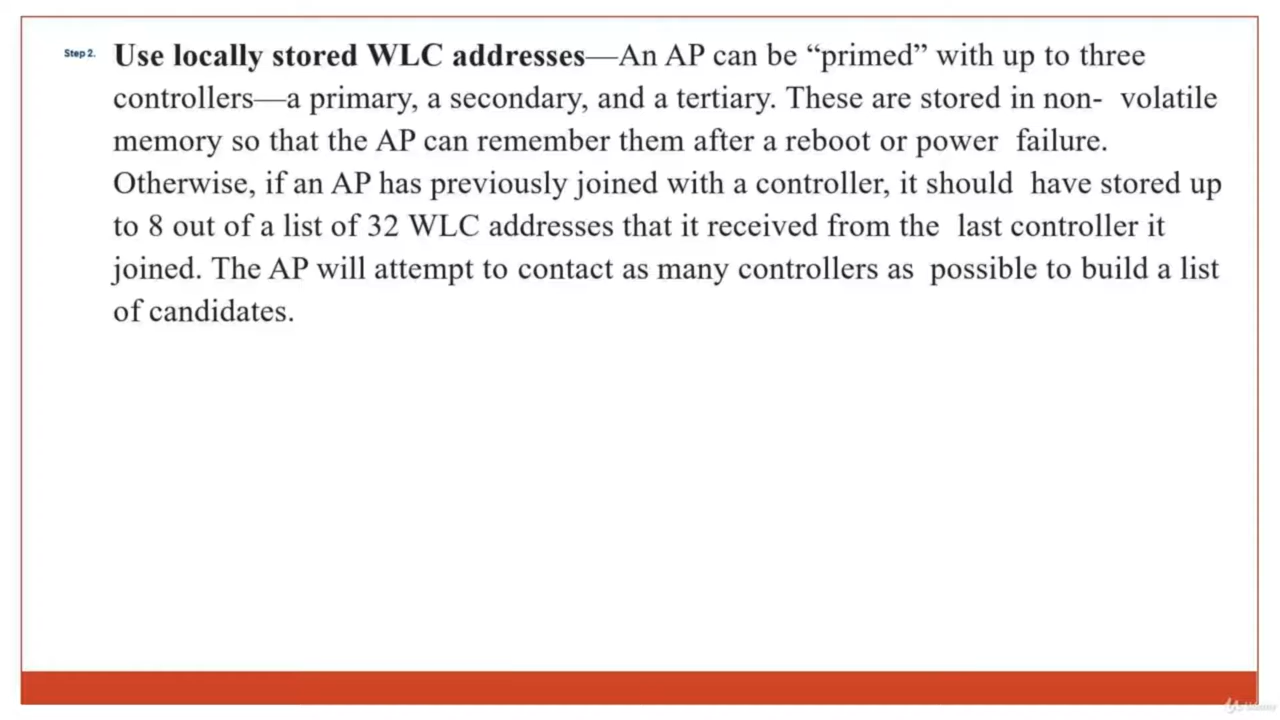 Step 2. Use locally stored WLC addresses—An AP can be “primed” with up to three
controllers—a primary, a secondary, and a tertiary. These are stored in non- volatile
memory so that the AP can remember them after a reboot or power failure.
Otherwise, if an AP has previously joined with a controller, it should have stored up
to 8 out of a list of 32 WLC addresses that it received from the last controller it
joined. The AP will attempt to contact as many controllers as possible to build a list
of candidates.
Udemy